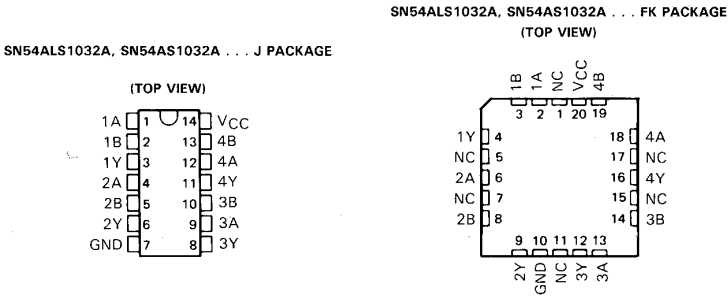 SN54ALS1032A, SN54AS1032A . . . J PACKAGE
(TOP VIEW)
1A 1 14 VCC
1B 2 13 4B
1Y 3 12 4A
2A 4 11 4Y
2B 5 10 3B
2Y 6 9 3A
GND 7 8 3Y
SN54ALS1032A, SN54AS1032A . . . FK PACKAGE
(TOP VIEW)
1B 1A NC VCC 4B
3 2 1 20 19
1Y 4 18 4A
NC 5 17 NC
2A 6 16 4Y
NC 7 15 NC
2B 8 14 3B
9 10 11 12 13
2Y GND NC 3Y 3A